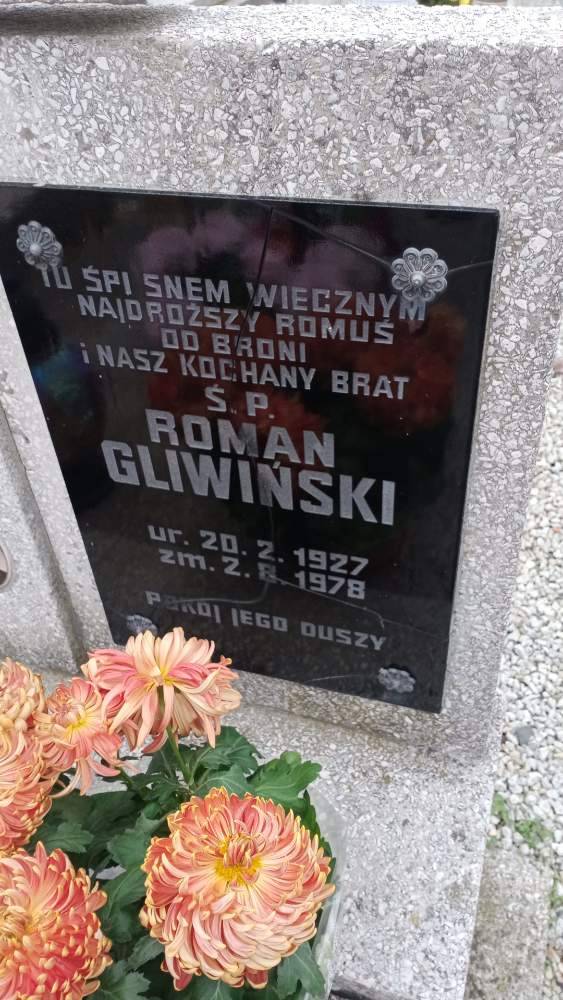 TU ŚPI SNEM WIECZNYM
NAJDROŻSZY ROMUŚ
OD BRONI
i NASZ KOCHANY BRAT
Ś. P.
ROMAN
GLIWIŃSKI
ur. 20. 2. 1927
zm. 2. 8. 1978
POKÓJ JEGO DUSZY